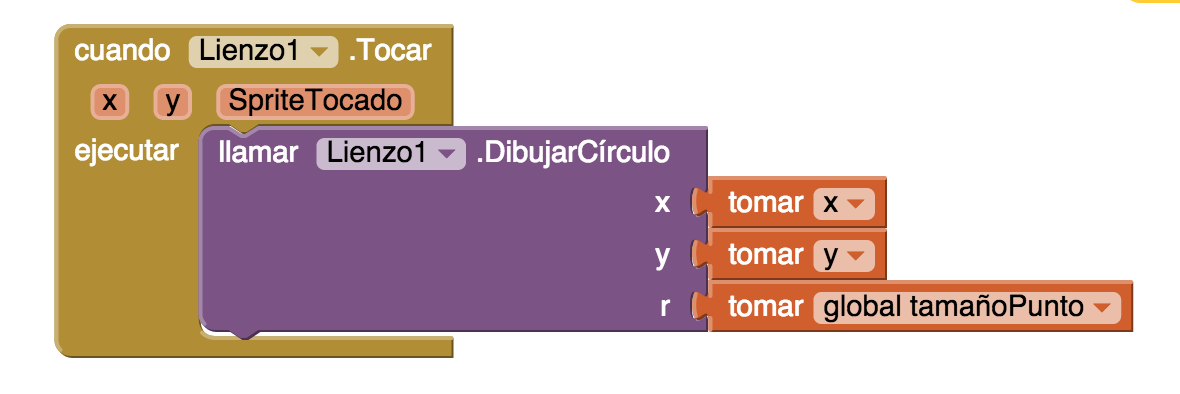 cuando Lienzo1 .Tocar
x y SpriteTocado
ejecutar llamar Lienzo1 .DibujarCírculo
x tomar x
y tomar y
r tomar global tamañoPunto